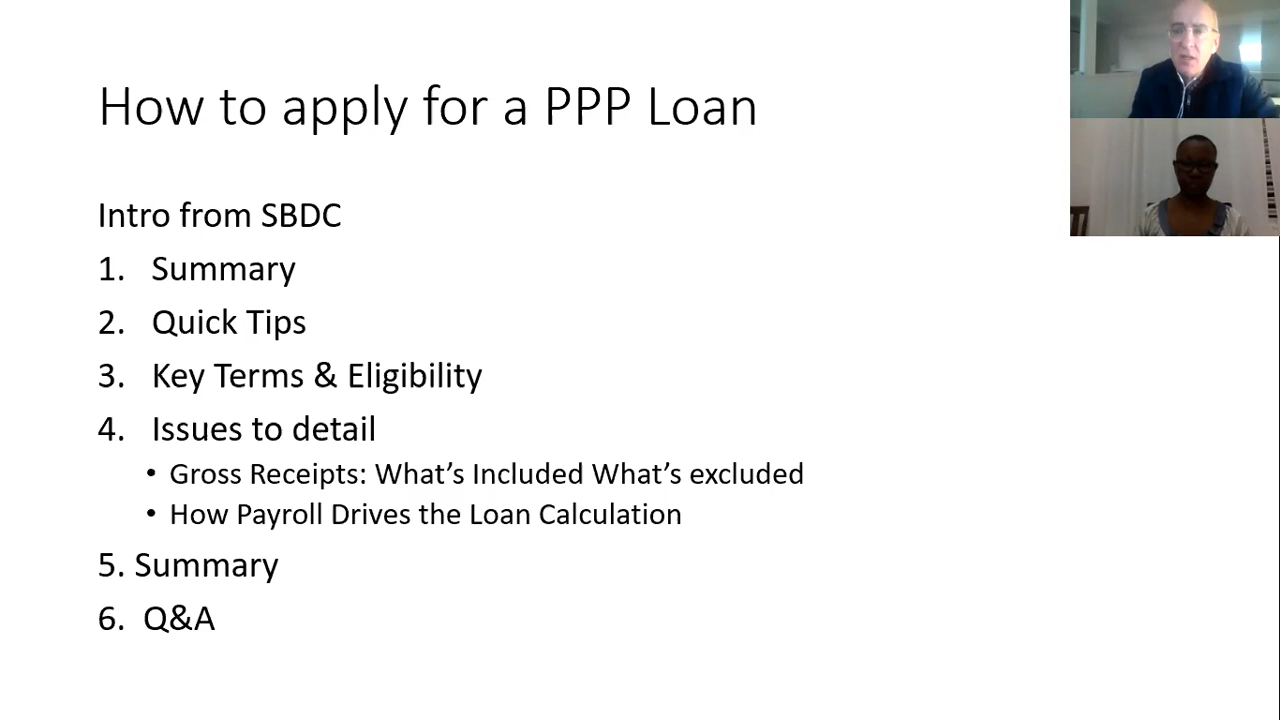 How to apply for a PPP Loan
Intro from SBDC
1. Summary
2. Quick Tips
3. Key Terms & Eligibility
4. Issues to detail
• Gross Receipts: What’s Included What’s excluded
• How Payroll Drives the Loan Calculation
5. Summary
6. Q&A